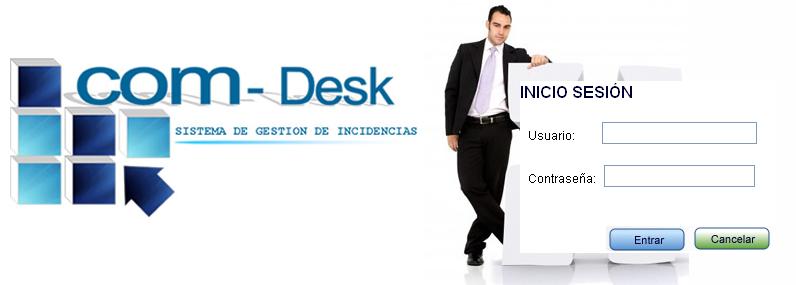 com - Desk
SISTEMA DE GESTION DE INCIDENCIAS
INICIO SESIÓN
Usuario:
Contraseña:
Entrar
Cancelar